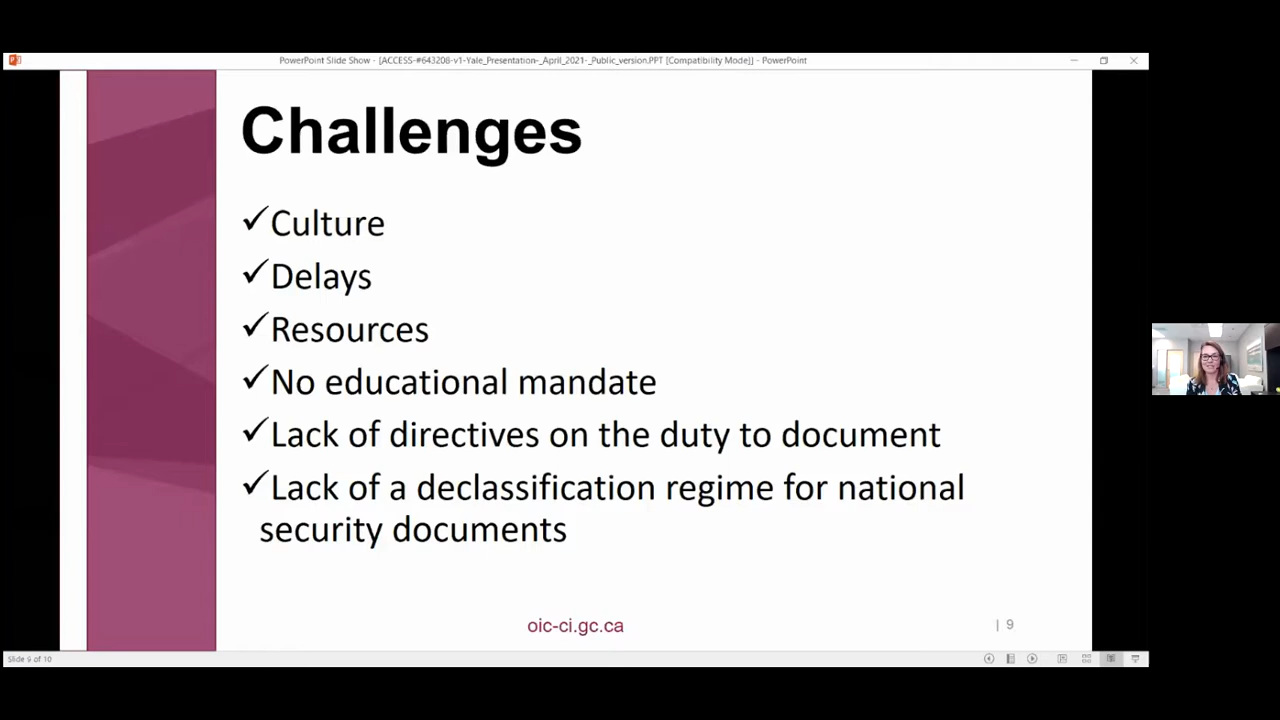 PowerPoint Slide Show - [ACCESS-#643208-v1-Yale_Presentation-_April_2021-_Public_version.PPT [Compatibility Mode]] - PowerPoint
Challenges
✓Culture
✓Delays
✓Resources
✓No educational mandate
✓Lack of directives on the duty to document
✓Lack of a declassification regime for national
security documents
oic-ci.gc.ca
| 9
Slide 9 of 10